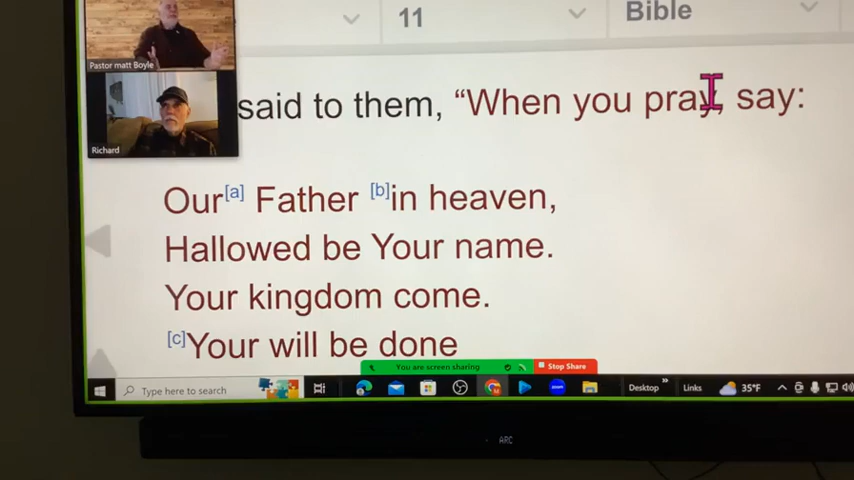 11
Bible
Pastor matt Boyle
said to them, “When you pray, say:
Richard
Our[a] Father [b]in heaven,
Hallowed be Your name.
Your kingdom come.
[c]Your will be done
You are screen sharing
Stop Share
Type here to search
Desktop
Links
35°F
ARC